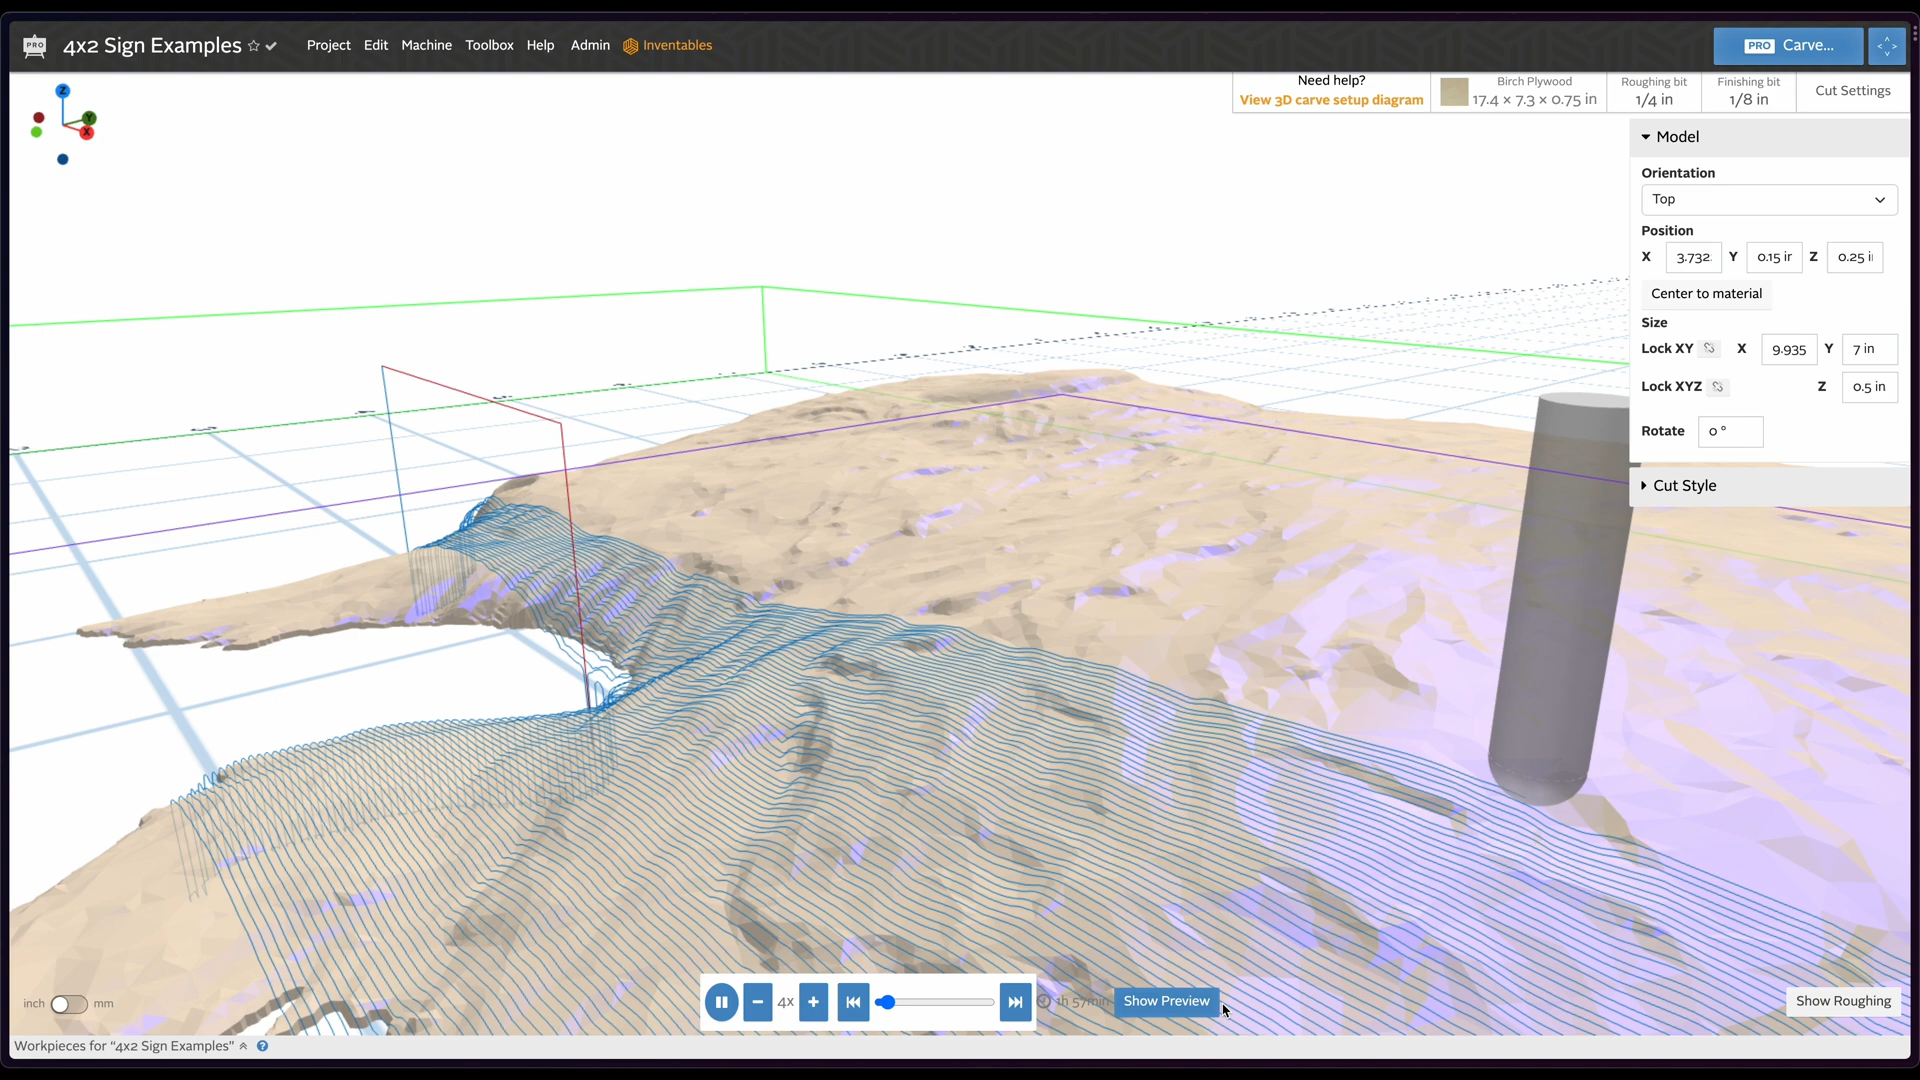 PRO
4x2 Sign Examples
Project Edit Machine Toolbox Help Admin Inventables
PRO Carve...
Need help?
View 3D carve setup diagram
Birch Plywood
17.4 × 7.3 × 0.75 in
Roughing bit
1/4 in
Finishing bit
1/8 in
Cut Settings
Z
Y
X
Model
Orientation
Top
Position
X 3.732 Y 0.15 ir Z 0.25 i
Center to material
Size
Lock XY X 9.935 Y 7 in
Lock XYZ Z 0.5 in
Rotate 0 °
Cut Style
inch mm
4x
1h 57min
Show Preview
Show Roughing
Workpieces for “4x2 Sign Examples” ?